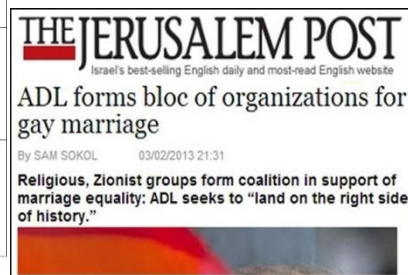 THE JERUSALEM POST
Israel's best-selling English daily and most-read English website
ADL forms bloc of organizations for
gay marriage
By SAM SOKOL 03/02/2013 21:31
Religious, Zionist groups form coalition in support of
marriage equality: ADL seeks to "land on the right side
of history."